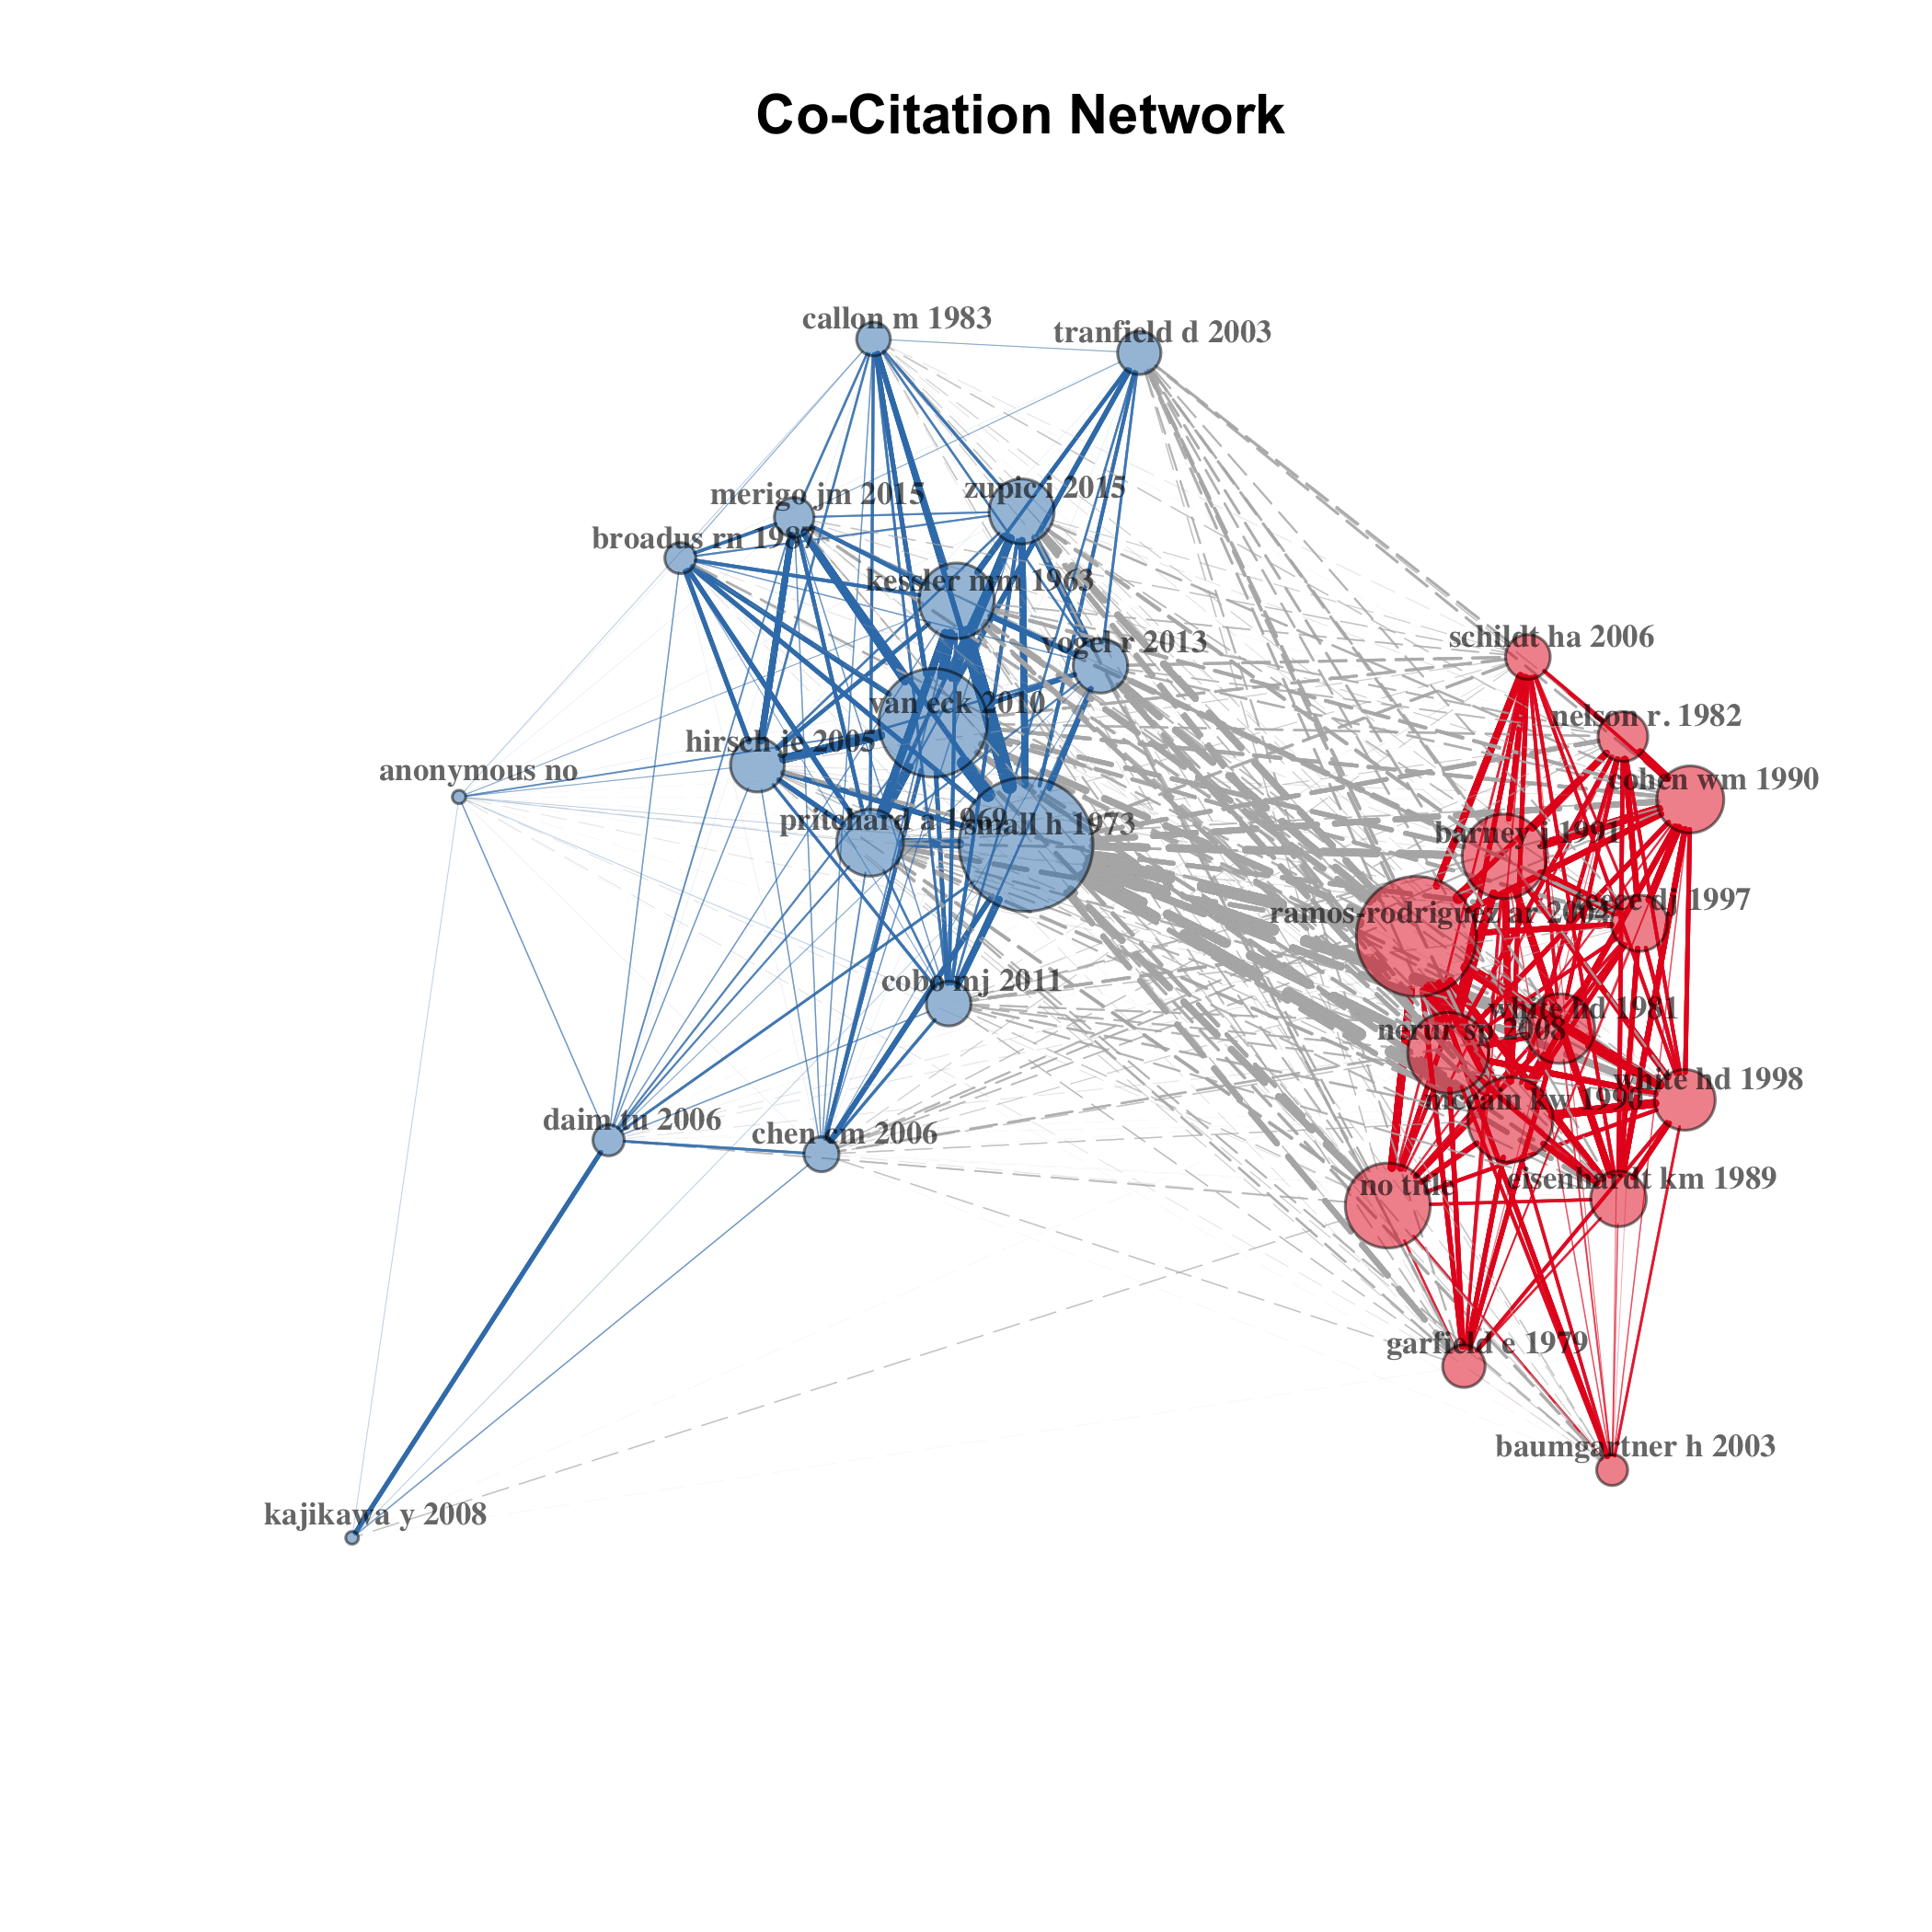 Co-Citation Network
callon m 1983
tranfield d 2003
merigo jm 2015
zupic i 2015
broadus rn 1987
kessler mm 1963
vogel r 2013
schildt ha 2006
van eck 2010
nelson r. 1982
hirsch je 2005
anonymous no
cohen wm 1990
pritchard a 1969
small h 1973
barney j 1991
teece dj 1997
ramos-rodriguez ar 2004
cobo mj 2011
white hd 1981
nerur sp 2008
white hd 1998
mccain kw 1990
daim tu 2006
chen cm 2006
no title
eisenhardt km 1989
garfield e 1979
baumgartner h 2003
kajikawa y 2008